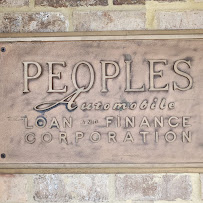 PEOPLES
Automobile
LOAN AND FINANCE
CORPORATION